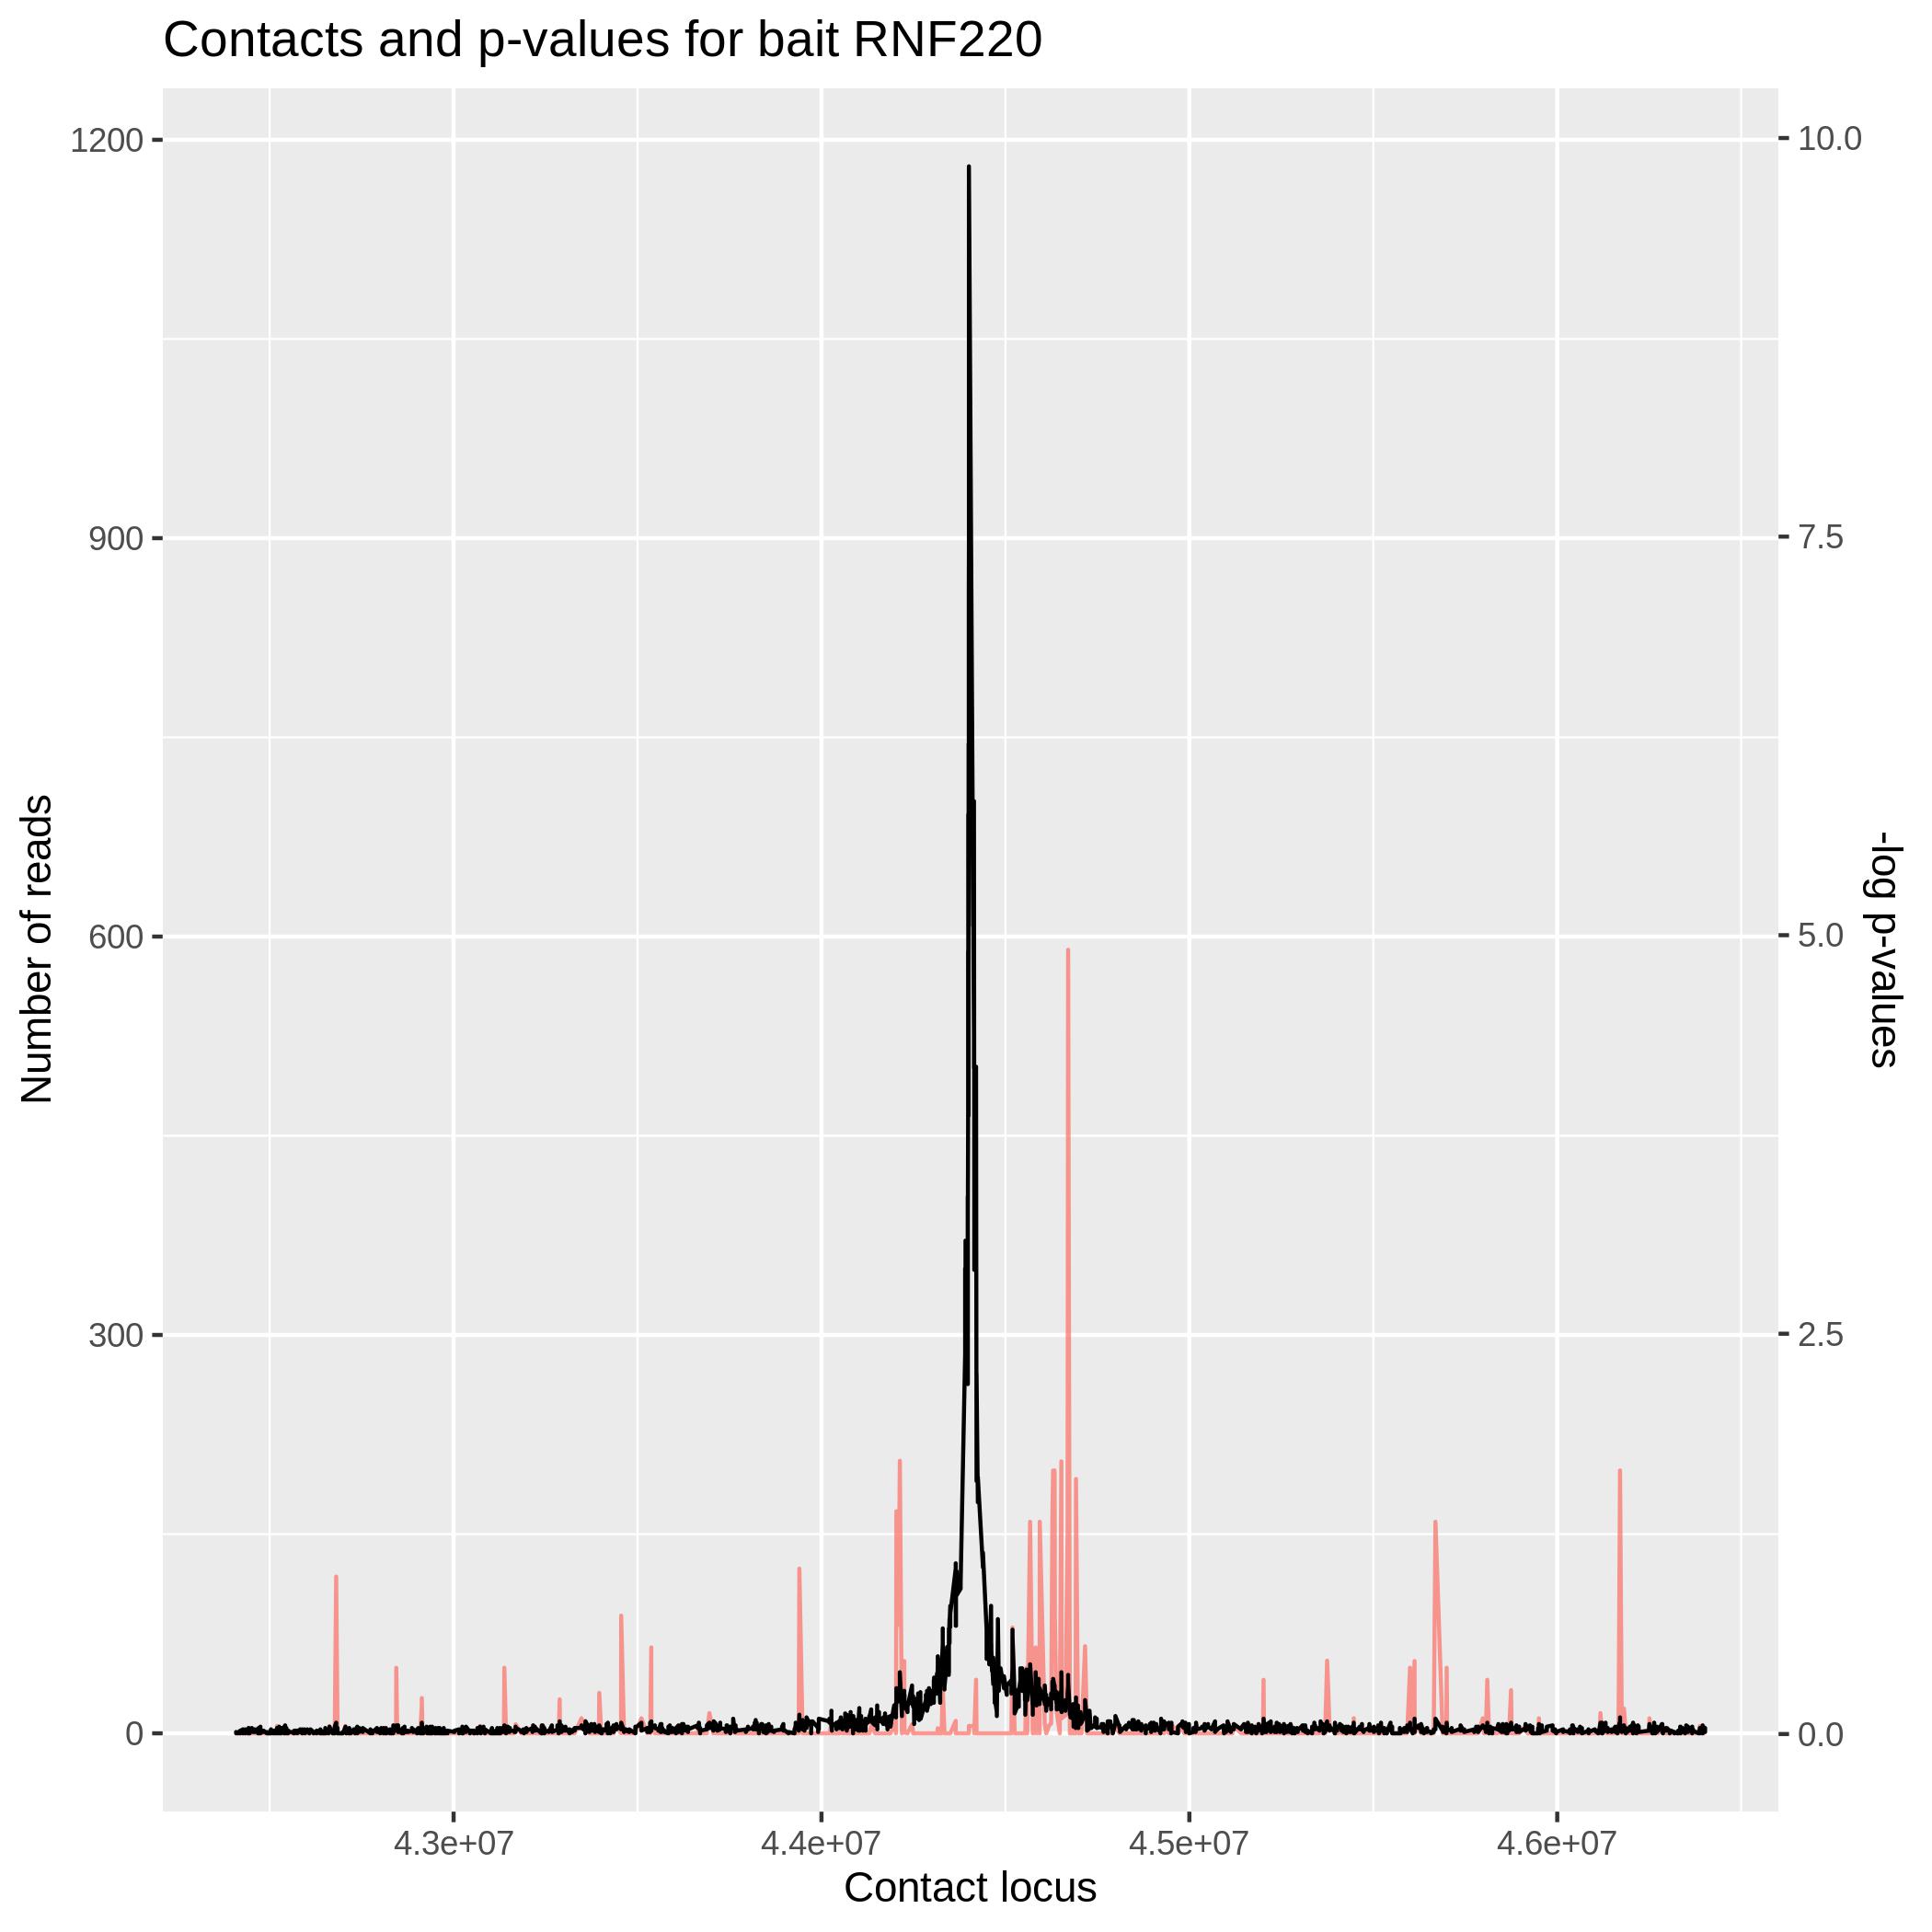 Contacts and p-values for bait RNF220
1200
900
600
300
0
Number of reads
10.0
7.5
5.0
2.5
0.0
-log p-values
4.3e+07
4.4e+07
4.5e+07
4.6e+07
Contact locus